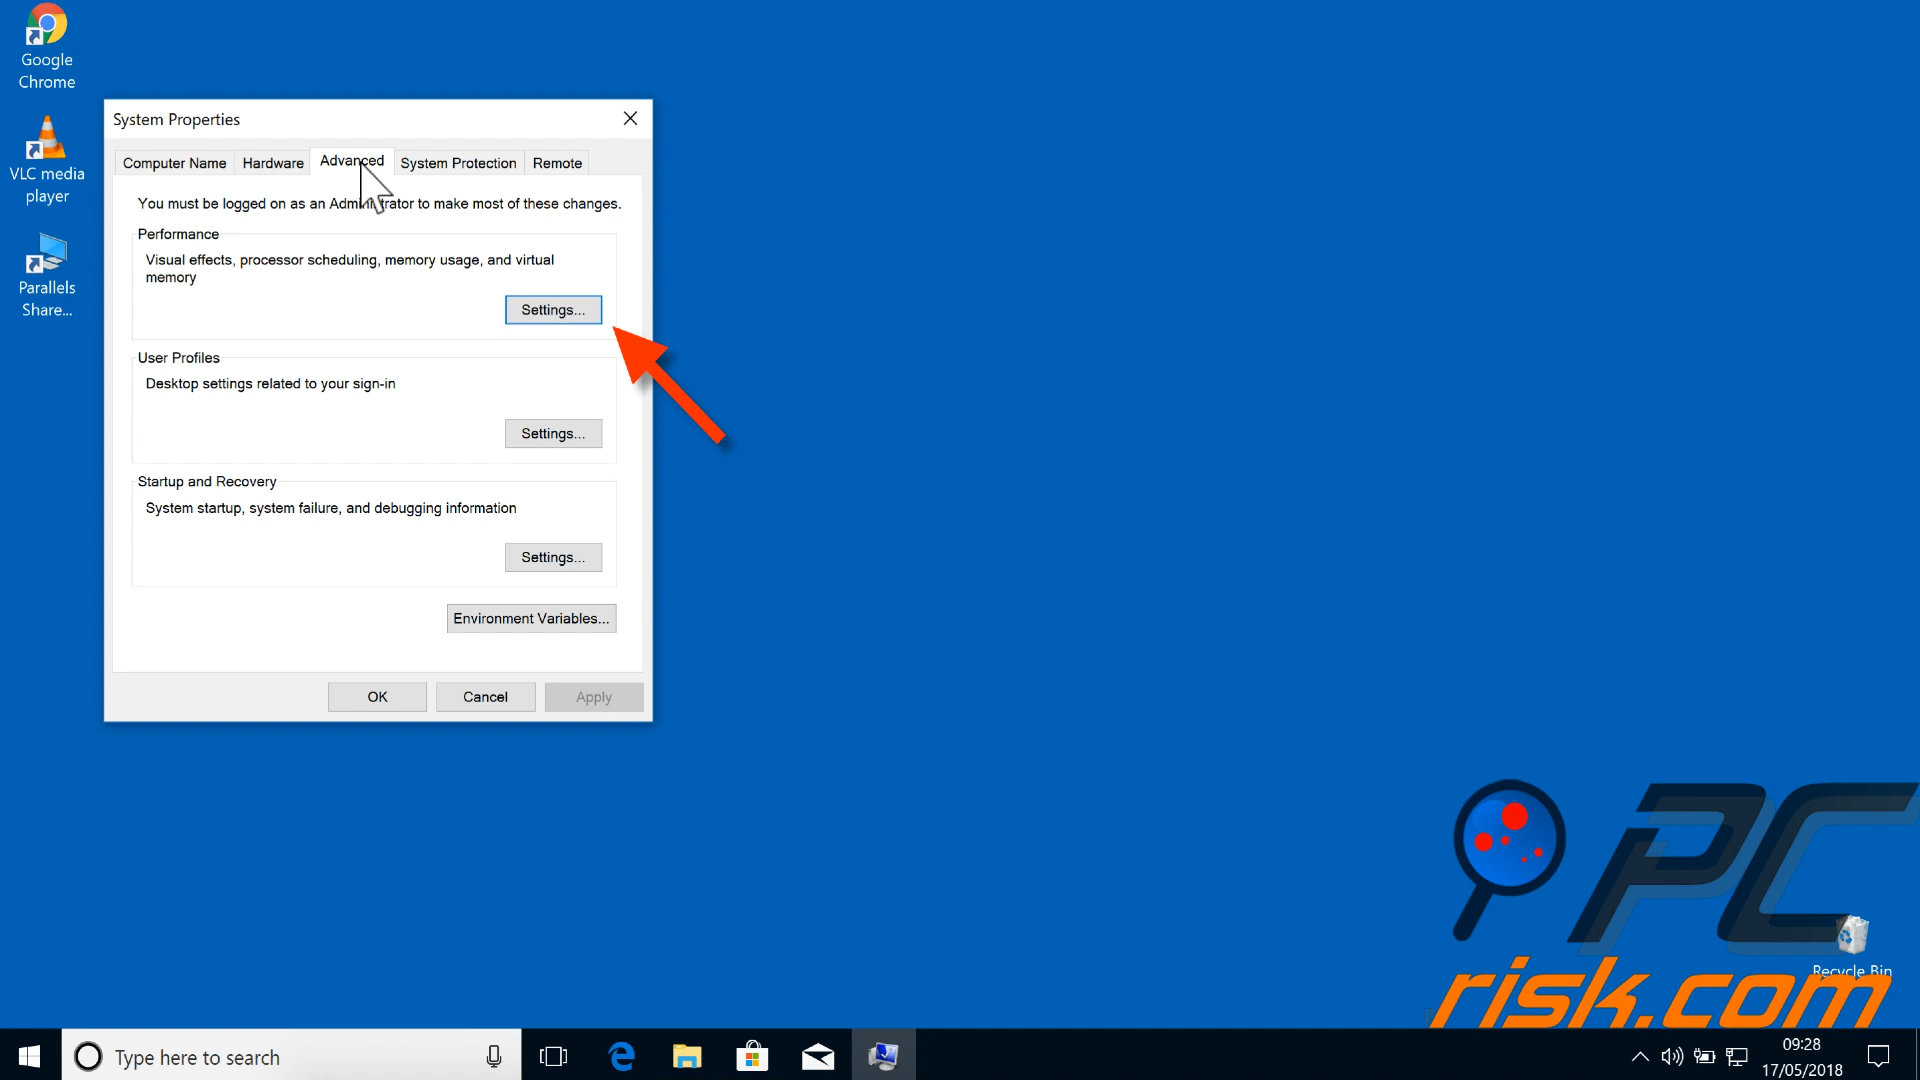 Google
Chrome
VLC media
player
Parallels
Share...
System Properties
Computer Name
Hardware
Advanced
System Protection
Remote
You must be logged on as an Administrator to make most of these changes.
Performance
Visual effects, processor scheduling, memory usage, and virtual
memory
Settings...
User Profiles
Desktop settings related to your sign-in
Settings...
Startup and Recovery
System startup, system failure, and debugging information
Settings...
Environment Variables...
OK
Cancel
Apply
PC
risk.com
Recycle Bin
Type here to search
09:28
17/05/2018